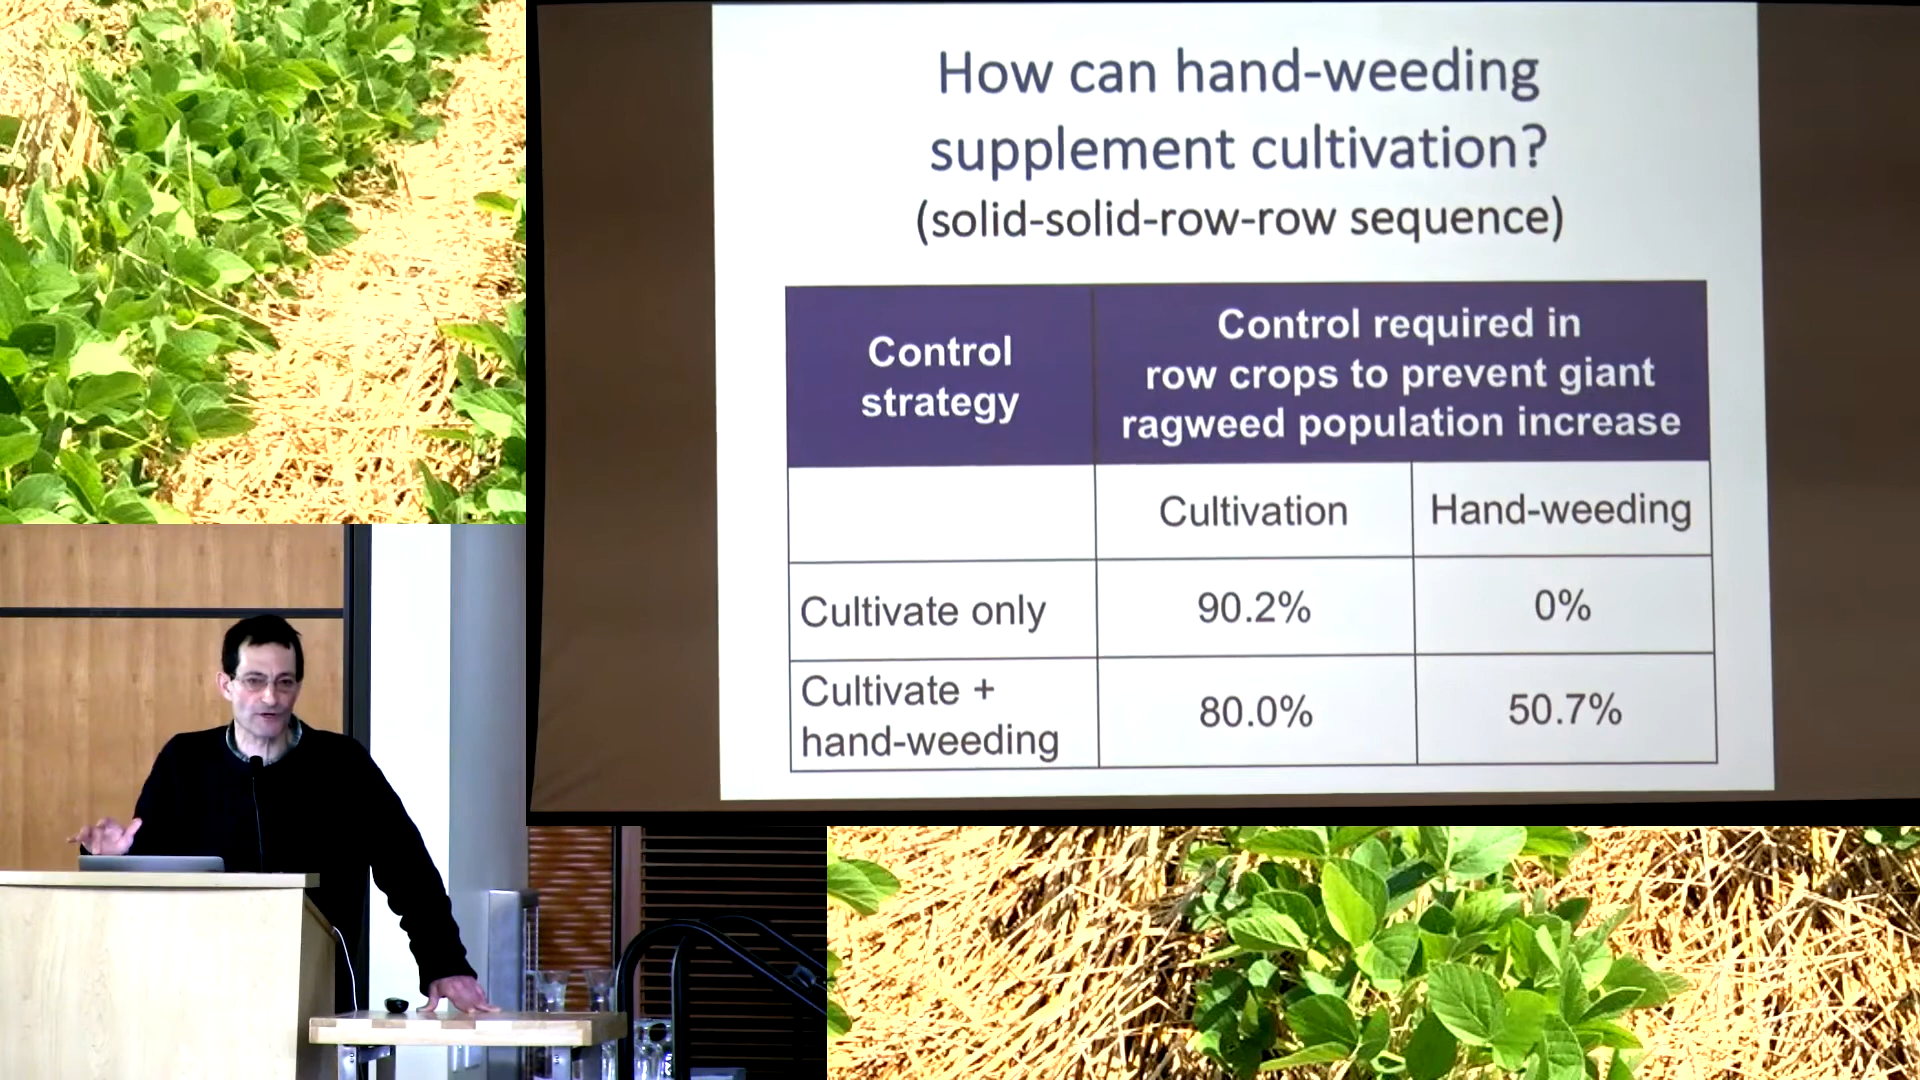 How can hand-weeding
supplement cultivation?
(solid-solid-row-row sequence)
Control
strategy
Control required in
row crops to prevent giant
ragweed population increase
Cultivation
Hand-weeding
Cultivate only
90.2%
0%
Cultivate +
hand-weeding
80.0%
50.7%